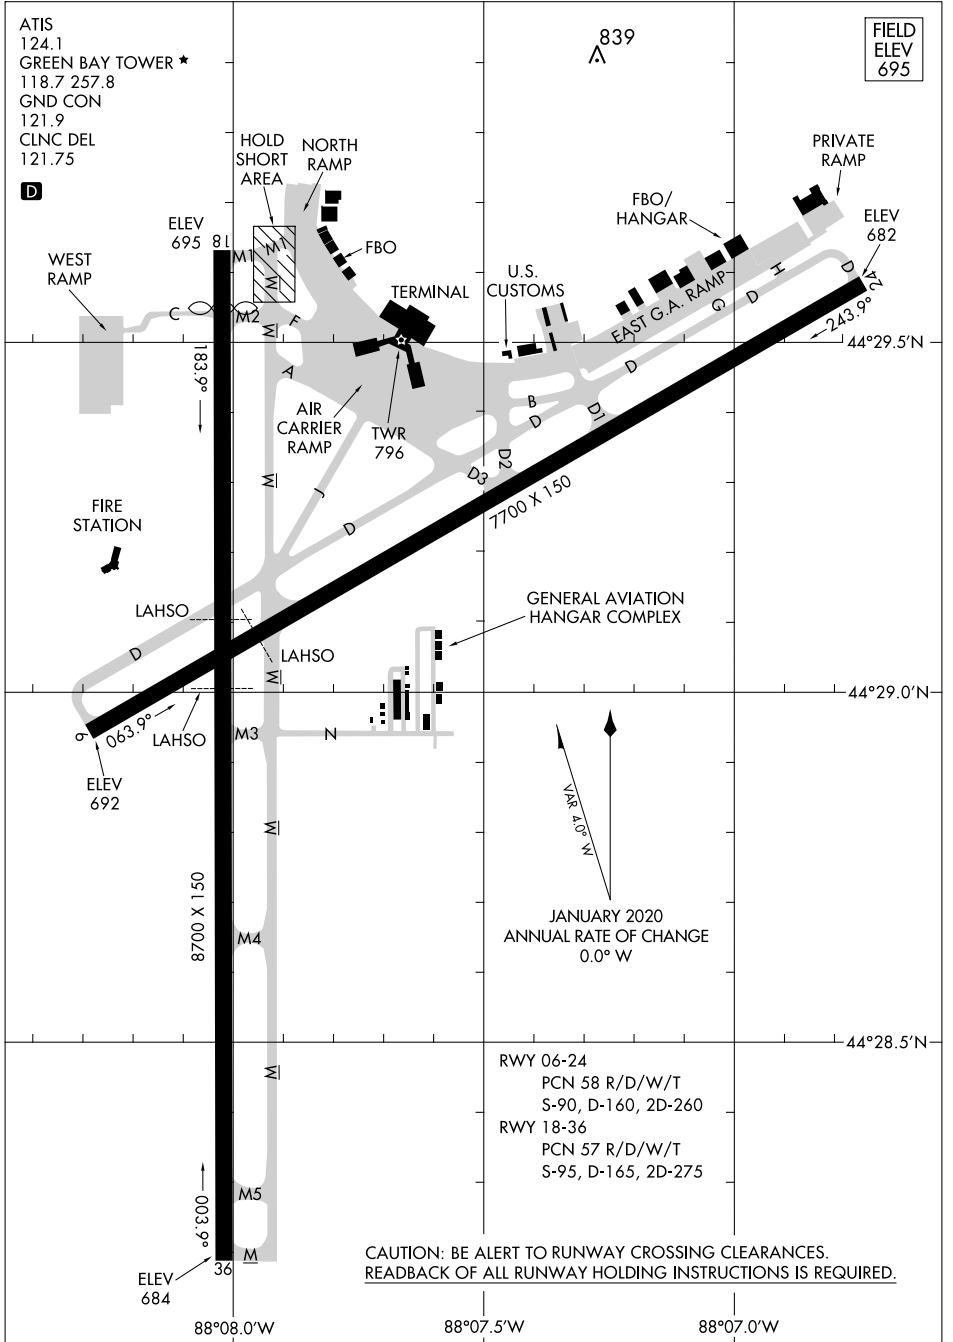 ATIS
124.1
GREEN BAY TOWER ★
118.7 257.8
GND CON
121.9
CLNC DEL
121.75
D
839
FIELD
ELEV
695
HOLD
SHORT
AREA
NORTH
RAMP
PRIVATE
RAMP
FBO/
HANGAR
ELEV
695
18
ELEV
682
WEST
RAMP
M1
M1
FBO
U.S.
CUSTOMS
TERMINAL
EAST G.A. RAMP
H
D
24
W
C
M2
F
W
G
D
243.9°
44°29.5'N
183.9°
A
D
AIR
CARRIER
RAMP
TWR
796
B
D
D1
D2
D3
W
J
D
7700 X 150
FIRE
STATION
LAHSO
GENERAL AVIATION
HANGAR COMPLEX
D
LAHSO
W
44°29.0'N
6
063.9°
LAHSO
M3
N
ELEV
692
VAR 4.0° W
W
8700 X 150
JANUARY 2020
ANNUAL RATE OF CHANGE
0.0° W
M4
44°28.5'N
W
RWY 06-24
PCN 58 R/D/W/T
S-90, D-160, 2D-260
RWY 18-36
PCN 57 R/D/W/T
S-95, D-165, 2D-275
003.9°
M5
M
36
ELEV
684
CAUTION: BE ALERT TO RUNWAY CROSSING CLEARANCES.
READBACK OF ALL RUNWAY HOLDING INSTRUCTIONS IS REQUIRED.
88°08.0'W
88°07.5'W
88°07.0'W